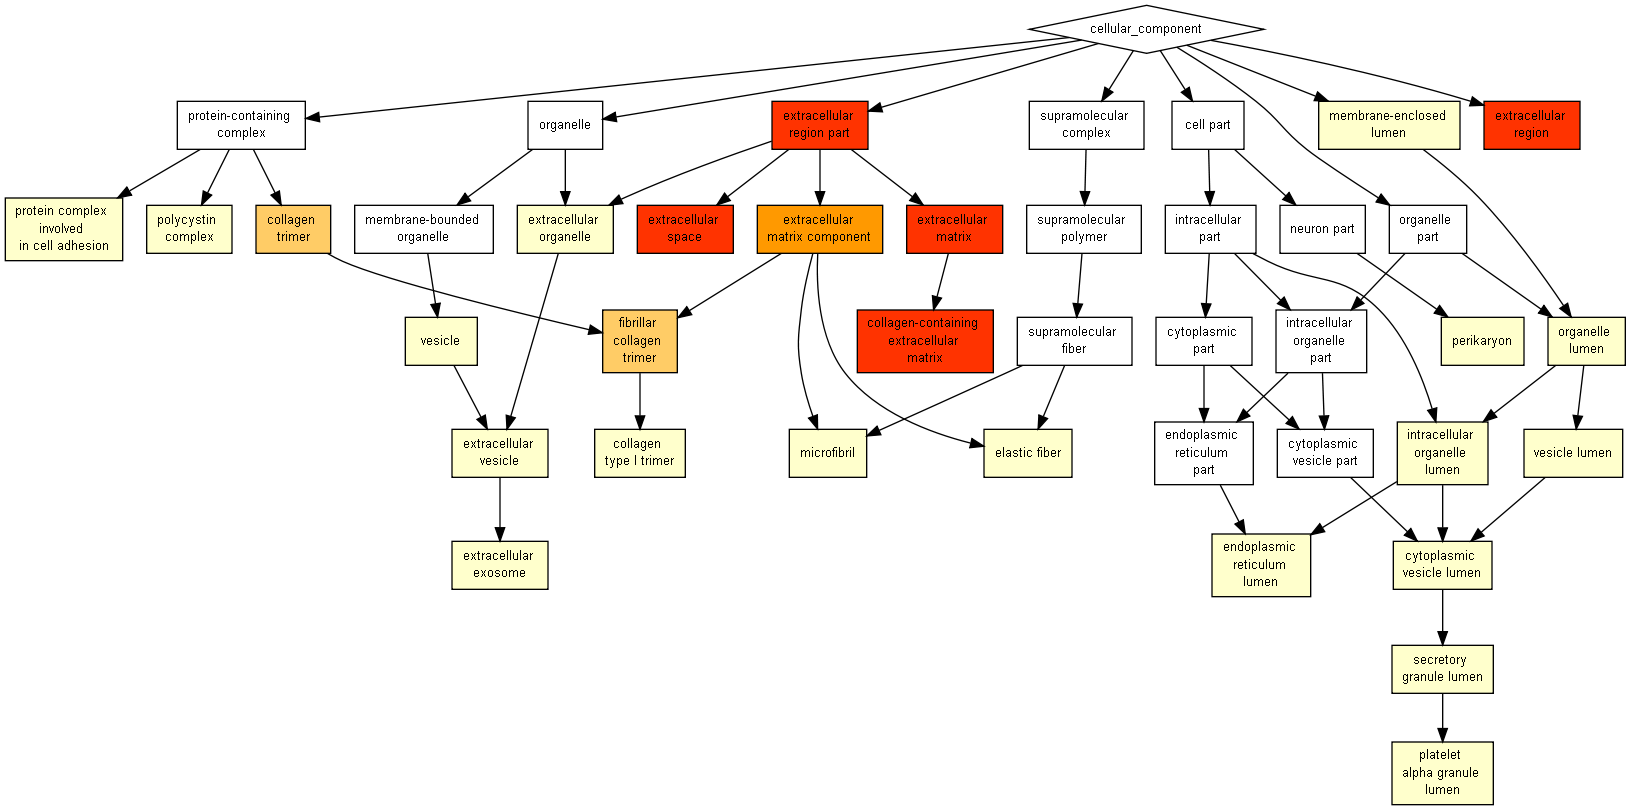 cellular_component
protein-containing
complex
organelle
extracellular
region part
supramolecular
complex
cell part
membrane-enclosed
lumen
extracellular
region
protein complex
involved
in cell adhesion
polycystin
complex
collagen
trimer
membrane-bounded
organelle
extracellular
organelle
extracellular
space
extracellular
matrix component
extracellular
matrix
supramolecular
polymer
intracellular
part
neuron part
organelle
part
vesicle
fibrillar
collagen
trimer
collagen-containing
extracellular
matrix
supramolecular
fiber
cytoplasmic
part
intracellular
organelle
part
perikaryon
organelle
lumen
extracellular
vesicle
collagen
type I trimer
microfibril
elastic fiber
endoplasmic
reticulum
part
cytoplasmic
vesicle part
intracellular
organelle
lumen
vesicle lumen
extracellular
exosome
endoplasmic
reticulum
lumen
cytoplasmic
vesicle lumen
secretory
granule lumen
platelet
alpha granule
lumen